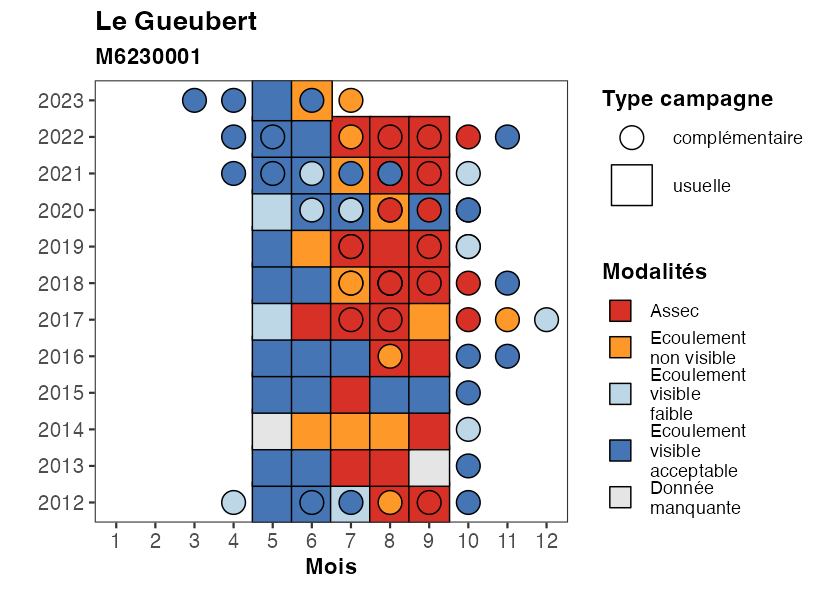 Le Gueubert
M6230001
2023
2022
2021
2020
2019
2018
2017
2016
2015
2014
2013
2012
1 2 3 4 5 6 7 8 9 10 11 12
Mois
Type campagne
complémentaire
usuelle
Modalités
Assec
Ecoulement
non visible
Ecoulement
visible
faible
Ecoulement
visible
acceptable
Donnée
manquante